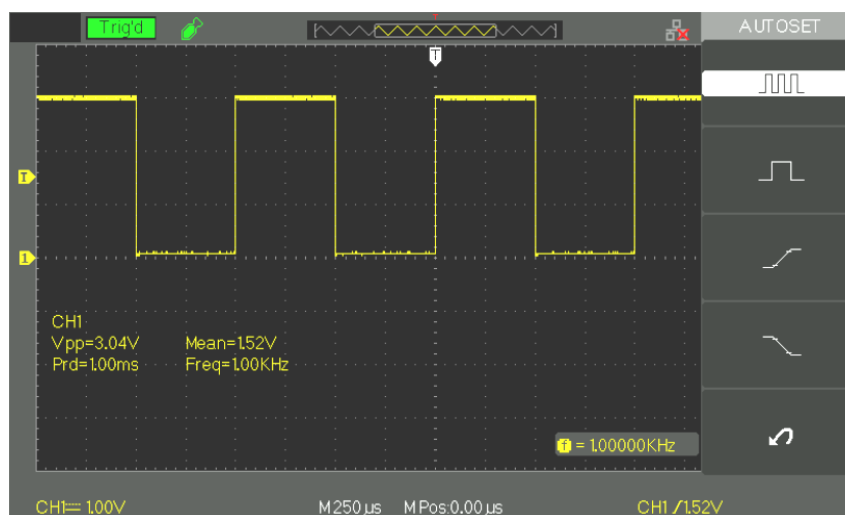 Trig'd
AUTOSET
T
T
1
CH1
Vpp=3.04V Mean=1.52V
Prd=1.00ms Freq=1.00KHz
f = 1.00000KHz
CH1 1.00V M 250 µs M Pos:0.00 µs CH1 / 1.52V